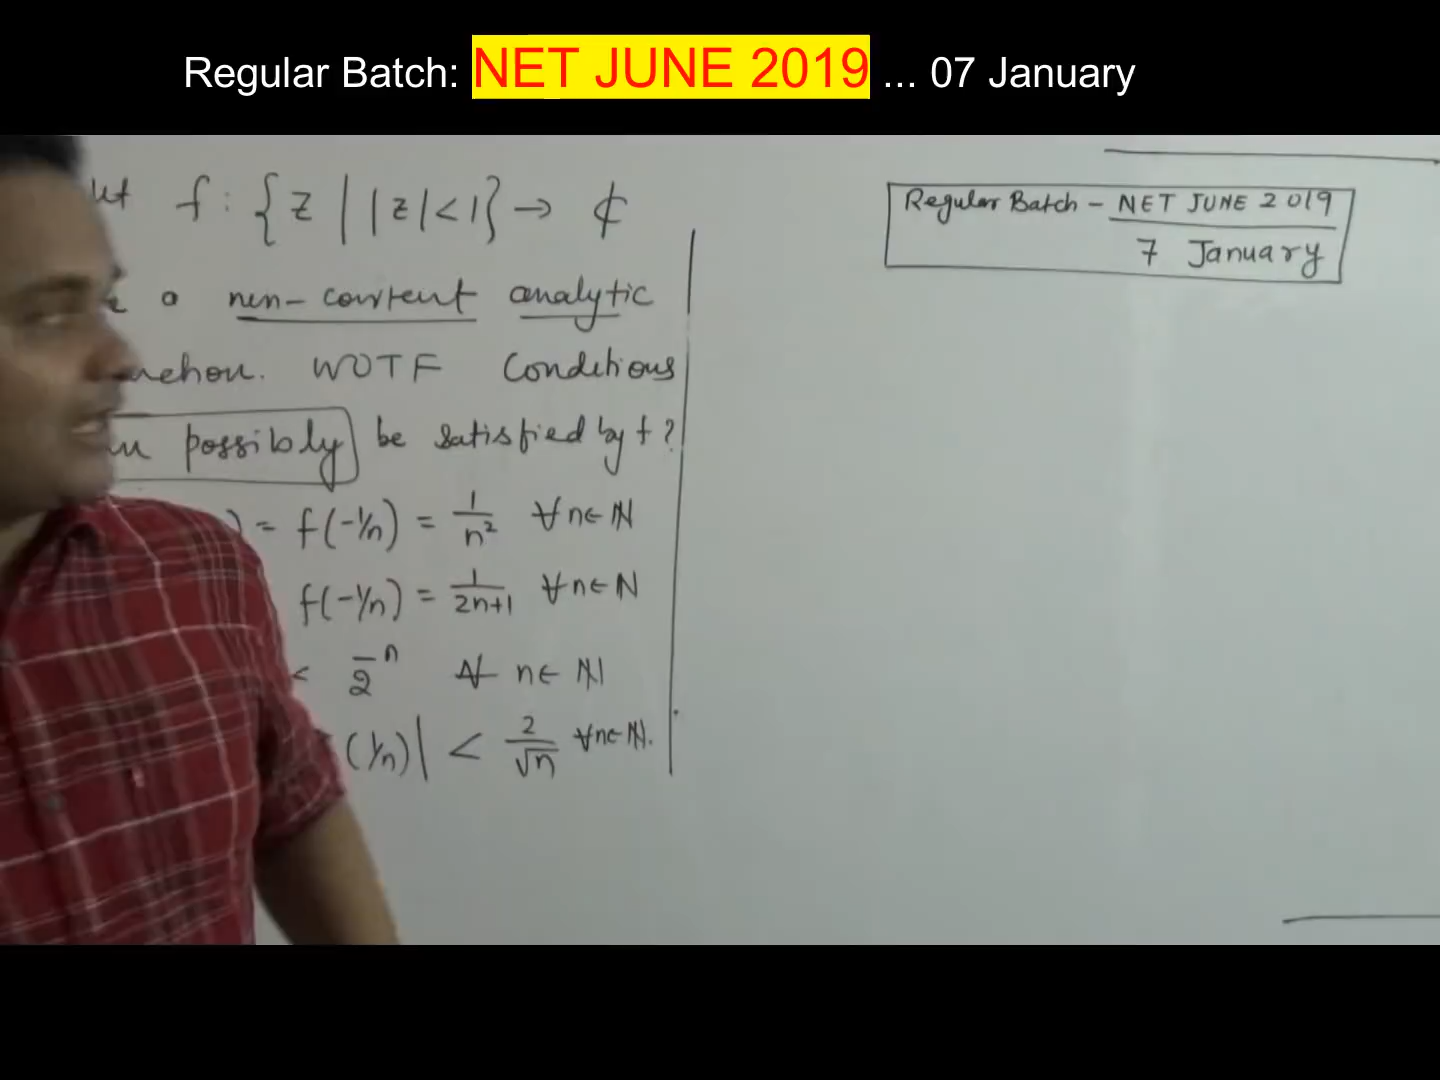 Regular Batch: NET JUNE 2019 ... 07 January
f: {z | |z|<1} → ₵
a non-constent analytic
WOTF Conditions
possibly be satisfied by f?
) = f(-1/n) = 1/n² ∀ n∈ℕ
f(-1/n) = 1/2n+1 ∀ n∈ℕ
< 2⁻ⁿ ∀ n∈ℕ
(1/n)| < 2/√n ∀n∈ℕ.
Regular Batch - NET JUNE 2019
7 January